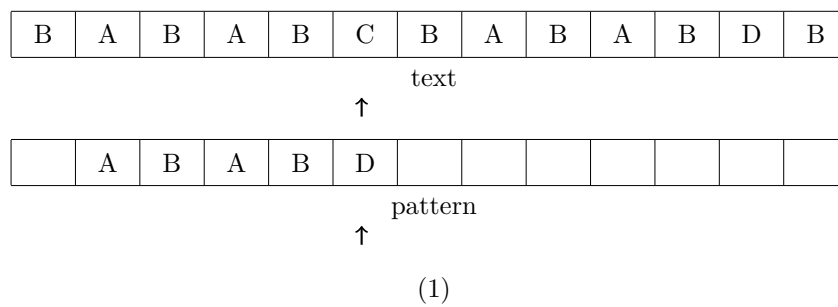 B A B A B C B A B A B D B
text
↑
A B A B D
pattern
↑
(1)